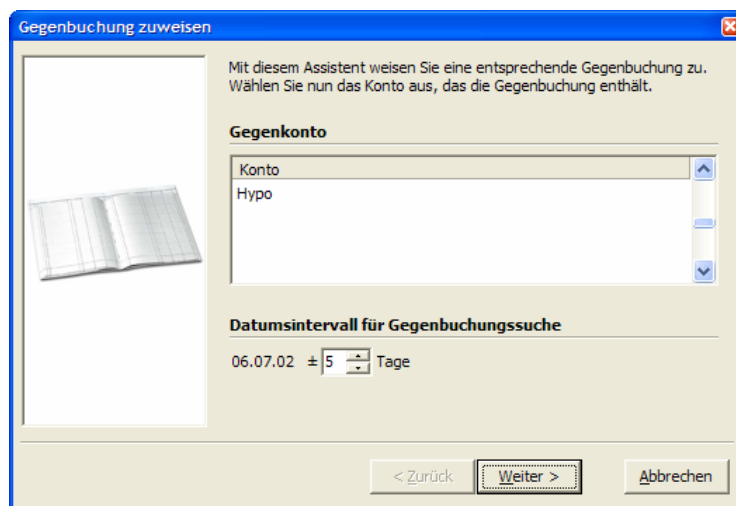 Gegenbuchung zuweisen
Mit diesem Assistent weisen Sie eine entsprechende Gegenbuchung zu.
Wählen Sie nun das Konto aus, das die Gegenbuchung enthält.
Gegenkonto
Konto
Hypo
Datumsintervall für Gegenbuchungssuche
06.07.02 ± 5 Tage
< Zurück Weiter > Abbrechen